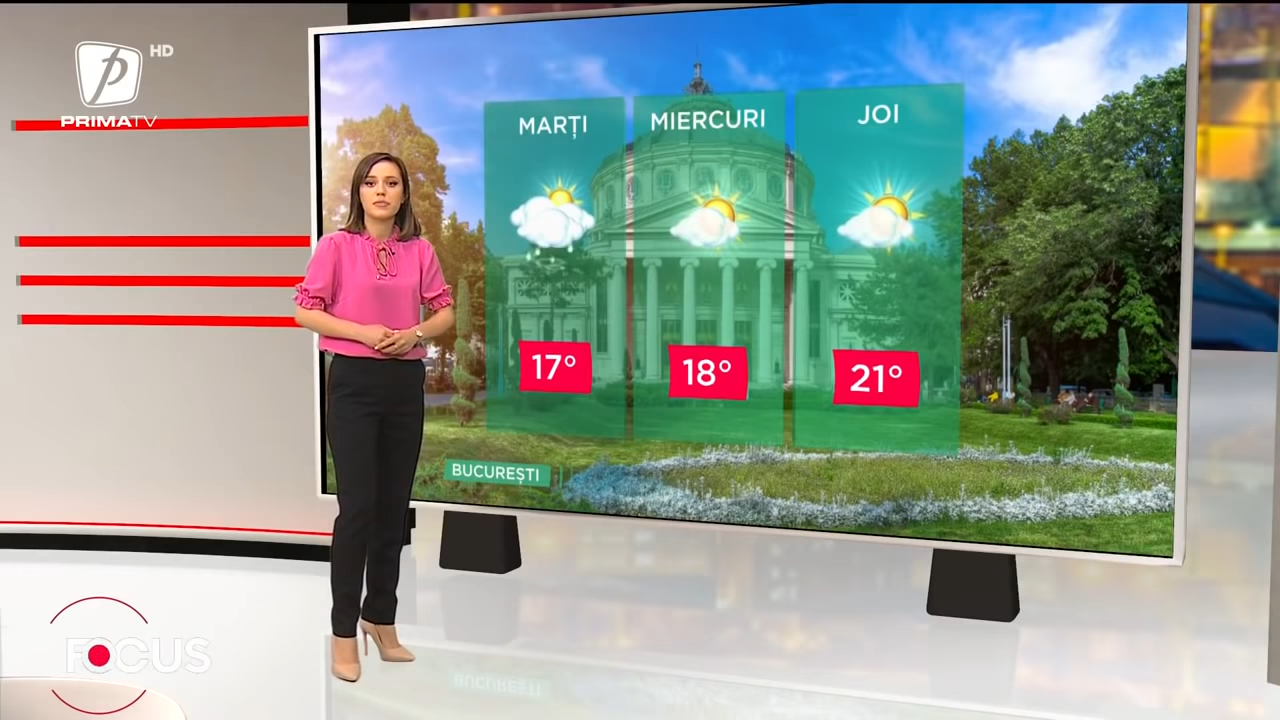 HD
PRIMATV
MARȚI
MIERCURI
JOI
17°
18°
21°
BUCUREȘTI
FOCUS